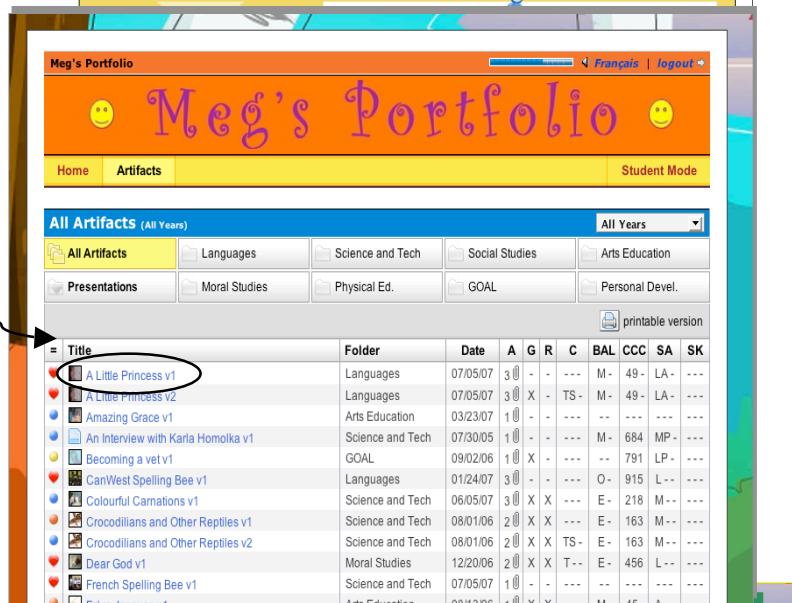 Meg's Portfolio
Français | logout
Meg's Portfolio
Home Artifacts Student Mode
All Artifacts (All Years) All Years
All Artifacts Languages Science and Tech Social Studies Arts Education
Presentations Moral Studies Physical Ed. GOAL Personal Devel.
printable version
= Title Folder Date A G R C BAL CCC SA SK
A Little Princess v1 Languages 07/05/07 3 - - --- M - 49 - LA - ---
A Little Princess v2 Languages 07/05/07 3 X - TS - M - 49 - LA - ---
Amazing Grace v1 Arts Education 03/23/07 1 - - --- -- --- -- ---
An Interview with Karla Homolka v1 Science and Tech 07/30/05 1 - - --- M - 684 MP - ---
Becoming a vet v1 GOAL 09/02/06 1 X - --- -- 791 LP - ---
CanWest Spelling Bee v1 Languages 01/24/07 3 - - --- O - 915 L -- ---
Colourful Carnations v1 Science and Tech 06/05/07 3 X X --- E - 218 M -- ---
Crocodilians and Other Reptiles v1 Science and Tech 08/01/06 2 X X --- E - 163 M -- ---
Crocodilians and Other Reptiles v2 Science and Tech 08/01/06 2 X X TS - E - 163 M -- ---
Dear God v1 Moral Studies 12/20/06 2 X X T -- E - 456 L -- ---
French Spelling Bee v1 Science and Tech 07/05/07 1 - - --- -- --- --- ---